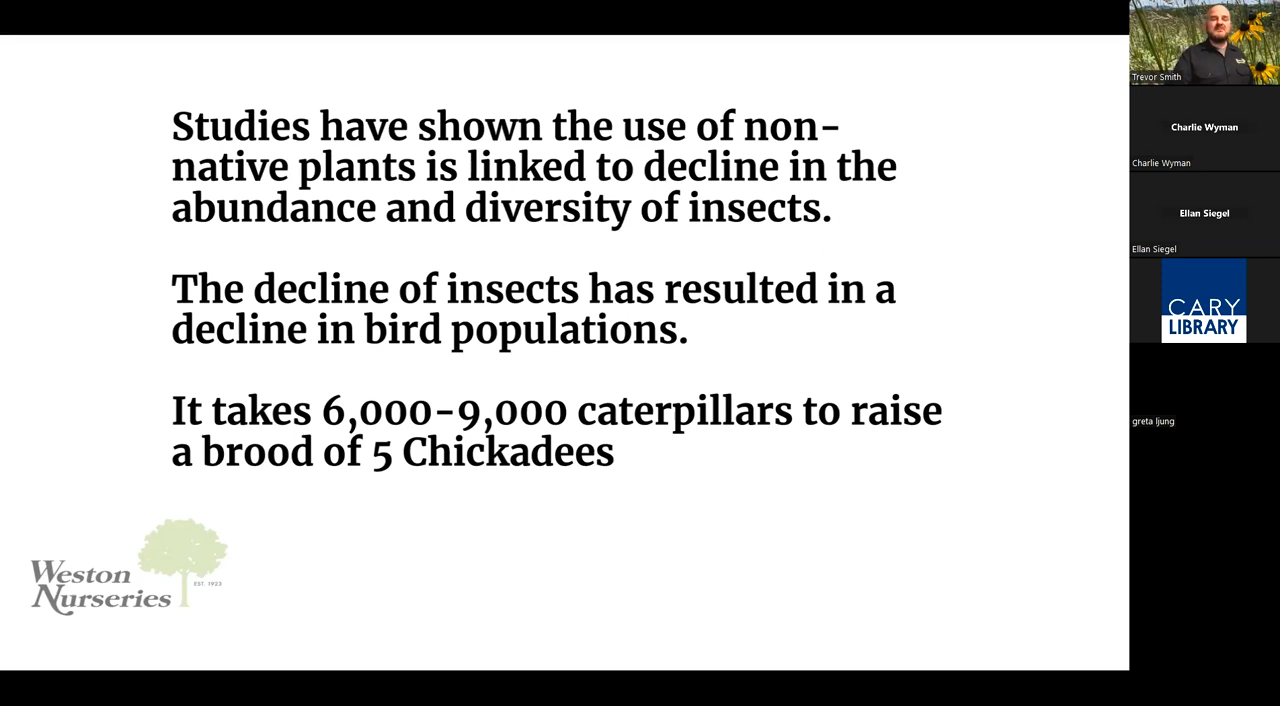 Studies have shown the use of non-
native plants is linked to decline in the
abundance and diversity of insects.
The decline of insects has resulted in a
decline in bird populations.
It takes 6,000-9,000 caterpillars to raise
a brood of 5 Chickadees
Weston
Nurseries
EST. 1923
Trevor Smith
Charlie Wyman
Charlie Wyman
Ellan Siegel
Ellan Siegel
CARY
LIBRARY
greta ljung